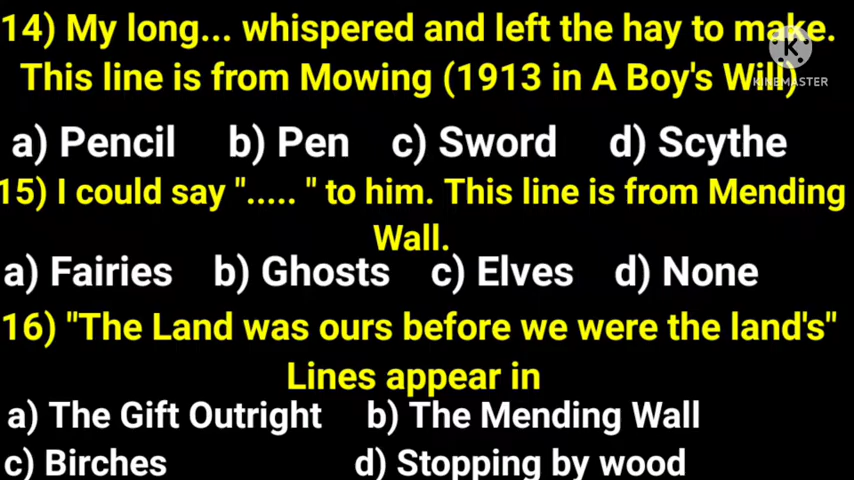 14) My long... whispered and left the hay to make.
This line is from Mowing (1913 in A Boy's Will)
KINEMASTER
a) Pencil b) Pen c) Sword d) Scythe
15) I could say "..... " to him. This line is from Mending
Wall.
a) Fairies b) Ghosts c) Elves d) None
16) "The Land was ours before we were the land's"
Lines appear in
a) The Gift Outright b) The Mending Wall
c) Birches d) Stopping by wood